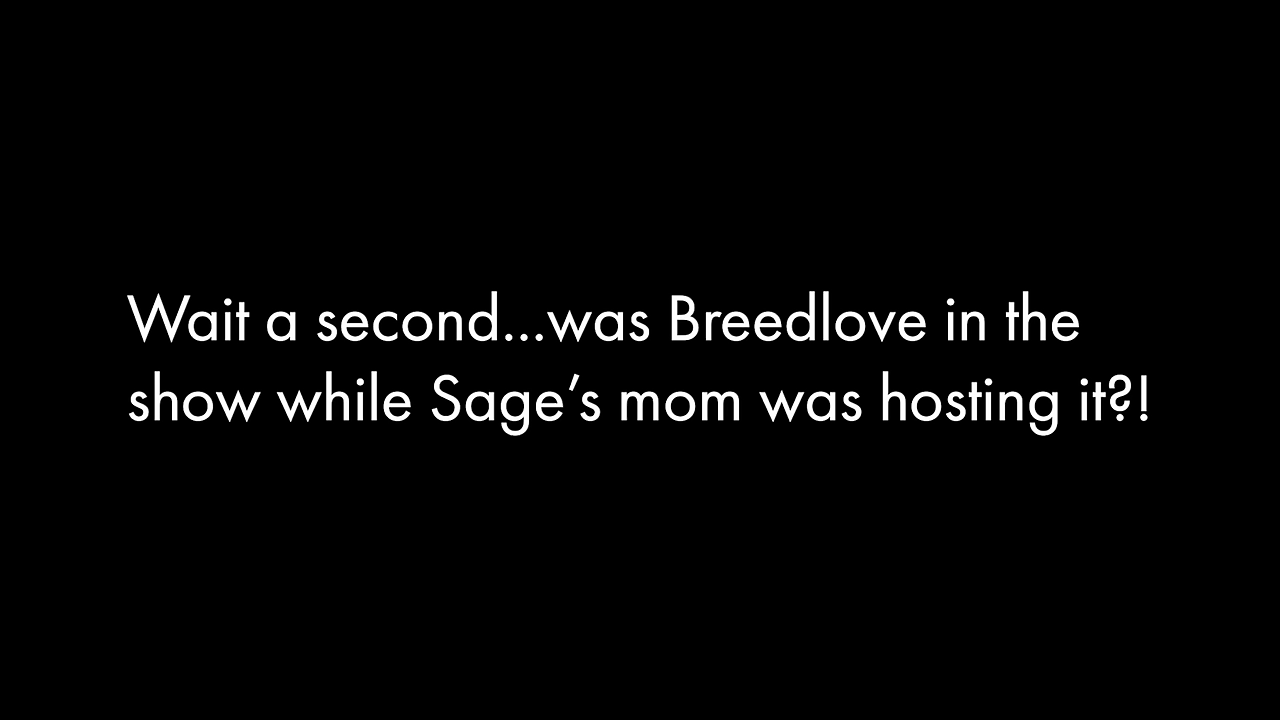 Wait a second...was Breedlove in the
show while Sage’s mom was hosting it?!